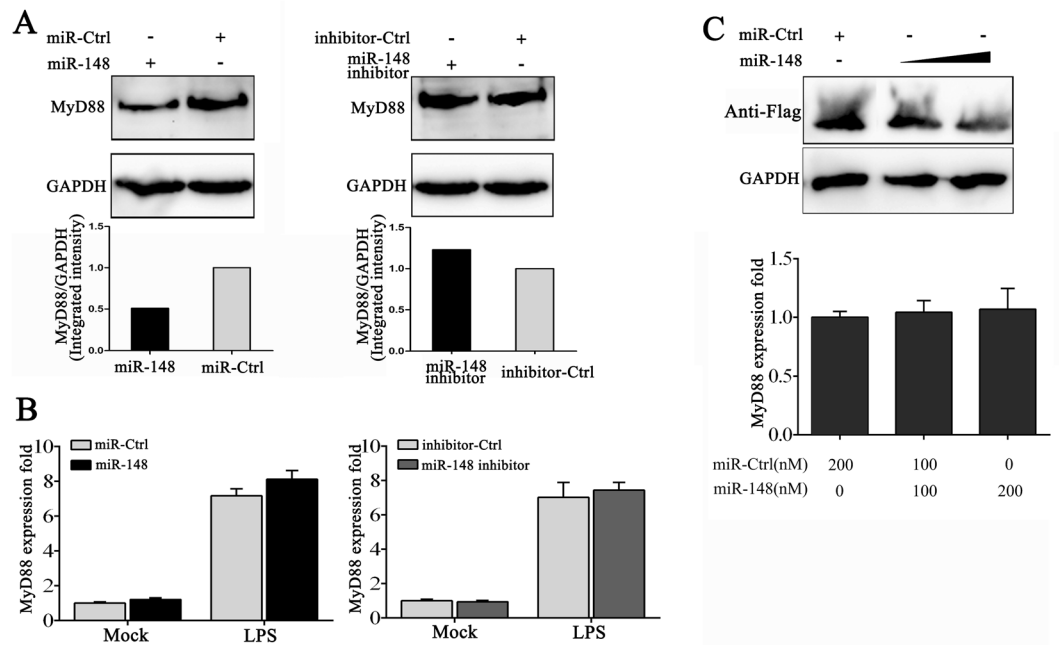 A
miR-Ctrl - +
miR-148 + -
MyD88
GAPDH
MyD88/GAPDH
(Integrated intensity)
1.5
1.0
0.5
0.0
miR-148 miR-Ctrl
inhibitor-Ctrl - +
miR-148
inhibitor + -
MyD88
GAPDH
MyD88/GAPDH
(Integrated intensity)
1.5
1.0
0.5
0.0
miR-148
inhibitor inhibitor-Ctrl
B
MyD88 expression fold
10
8
6
4
2
0
miR-Ctrl
miR-148
Mock LPS
MyD88 expression fold
10
8
6
4
2
0
inhibitor-Ctrl
miR-148 inhibitor
Mock LPS
C
miR-Ctrl + - -
miR-148 -
Anti-Flag
GAPDH
MyD88 expression fold
1.5
1.0
0.5
0.0
miR-Ctrl(nM) 200 100 0
miR-148(nM) 0 100 200